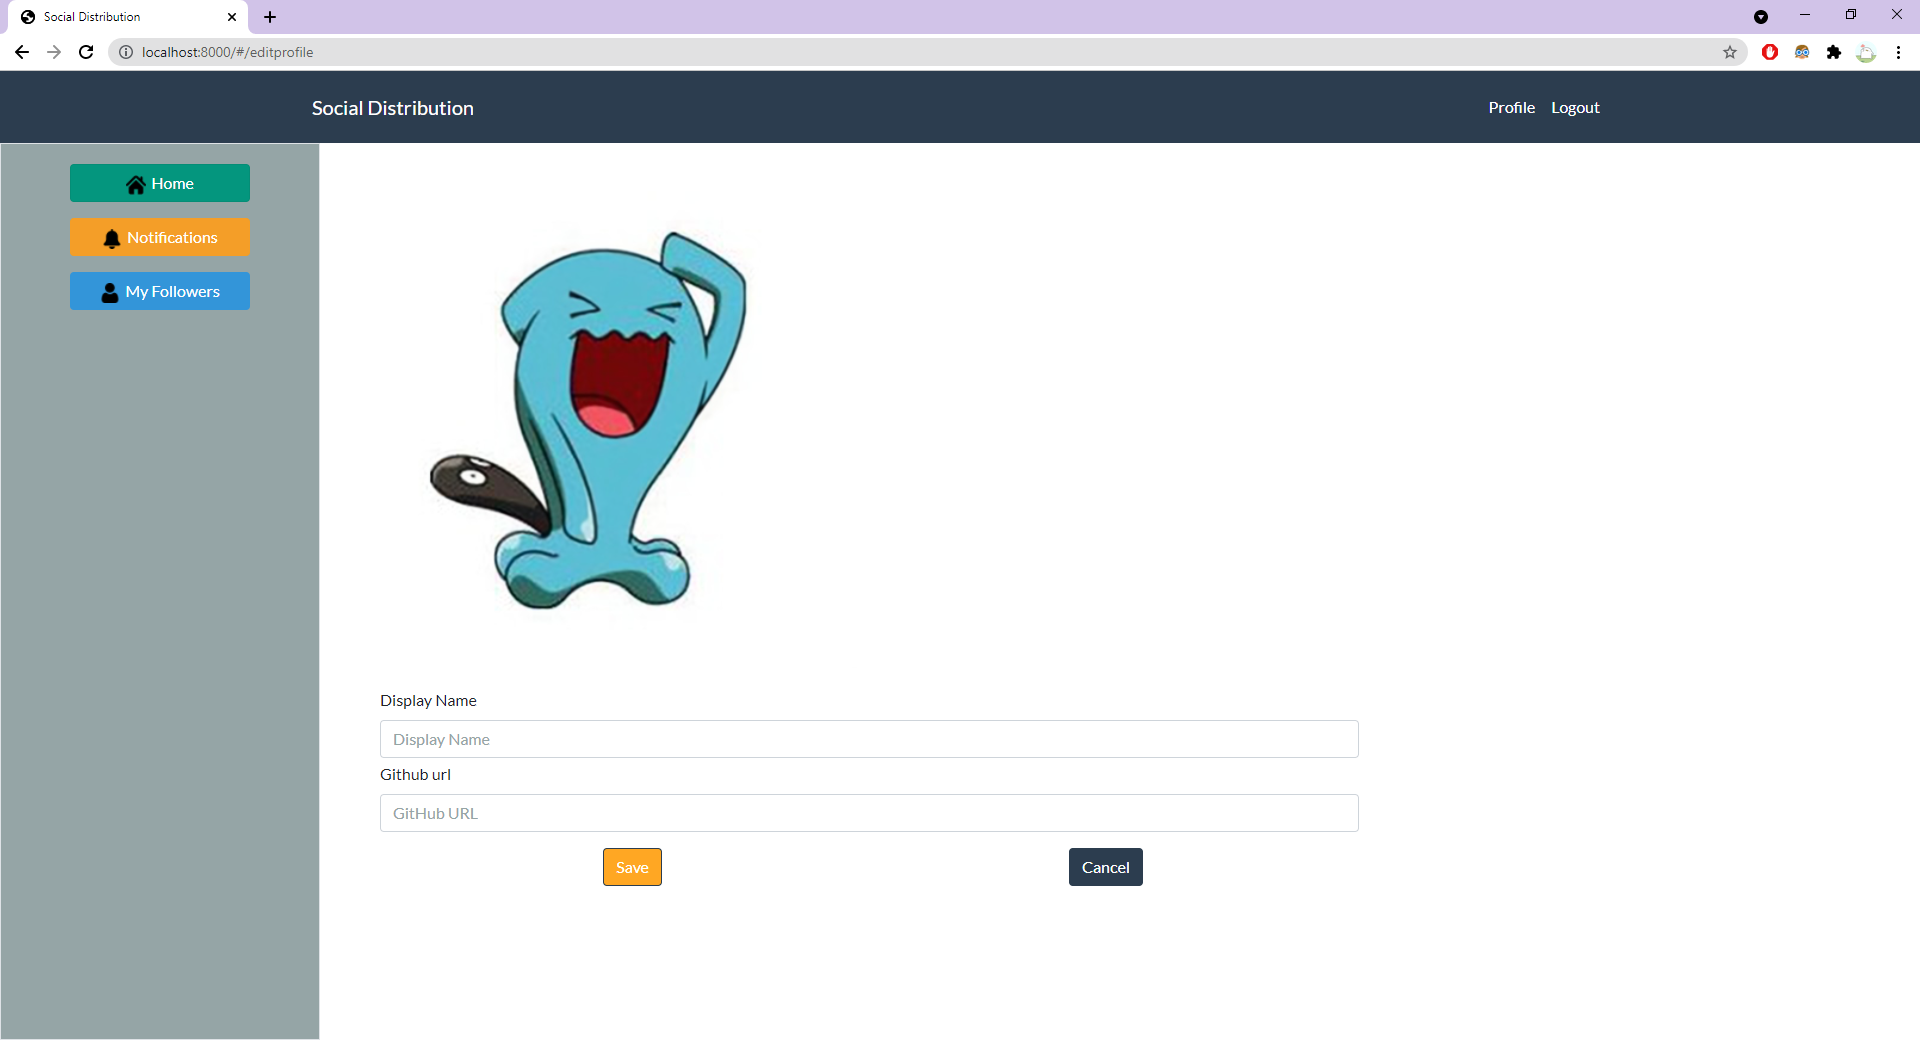 Social Distribution
localhost:8000/#/editprofile
Social Distribution
Profile
Logout
Home
Notifications
My Followers
Display Name
Display Name
Github url
GitHub URL
Save
Cancel